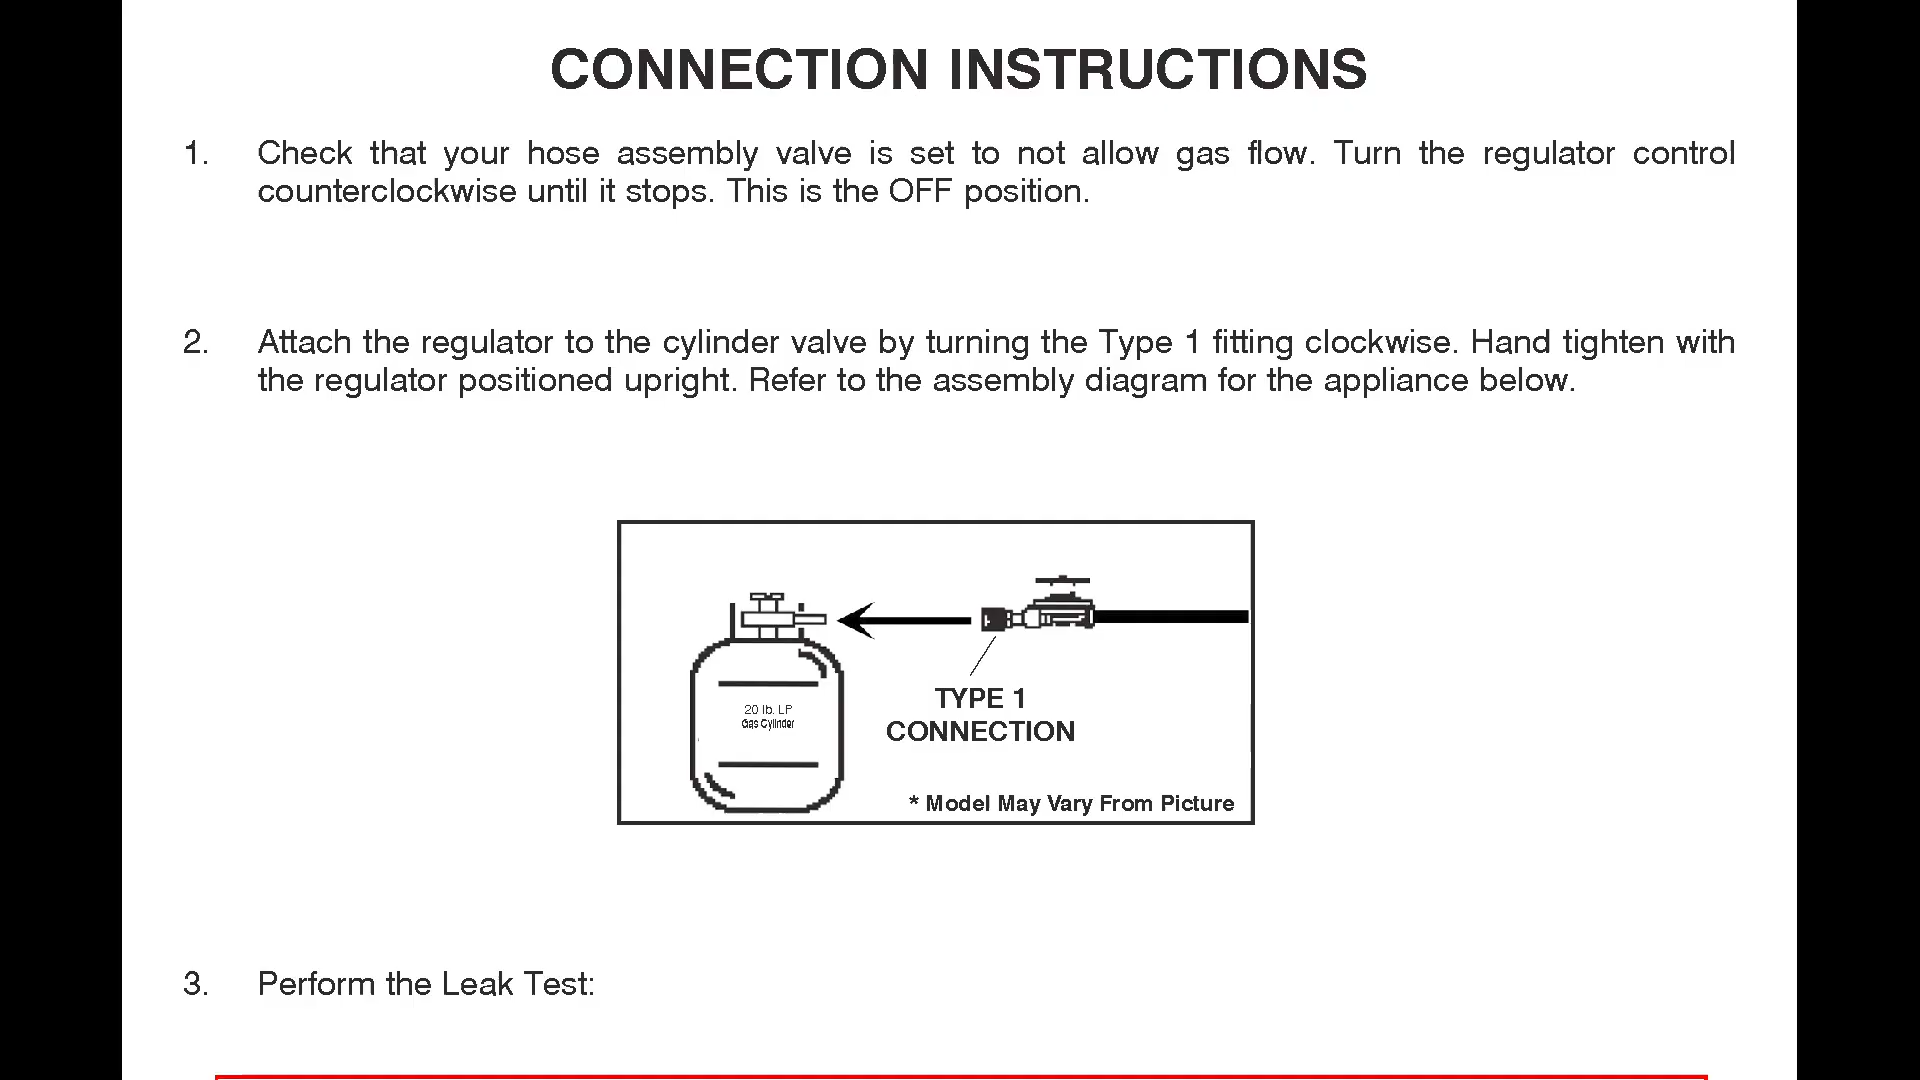 CONNECTION INSTRUCTIONS
1. Check that your hose assembly valve is set to not allow gas flow. Turn the regulator control
counterclockwise until it stops. This is the OFF position.
2. Attach the regulator to the cylinder valve by turning the Type 1 fitting clockwise. Hand tighten with
the regulator positioned upright. Refer to the assembly diagram for the appliance below.
20 lb. LP
Gas Cylinder
TYPE 1
CONNECTION
* Model May Vary From Picture
3. Perform the Leak Test: